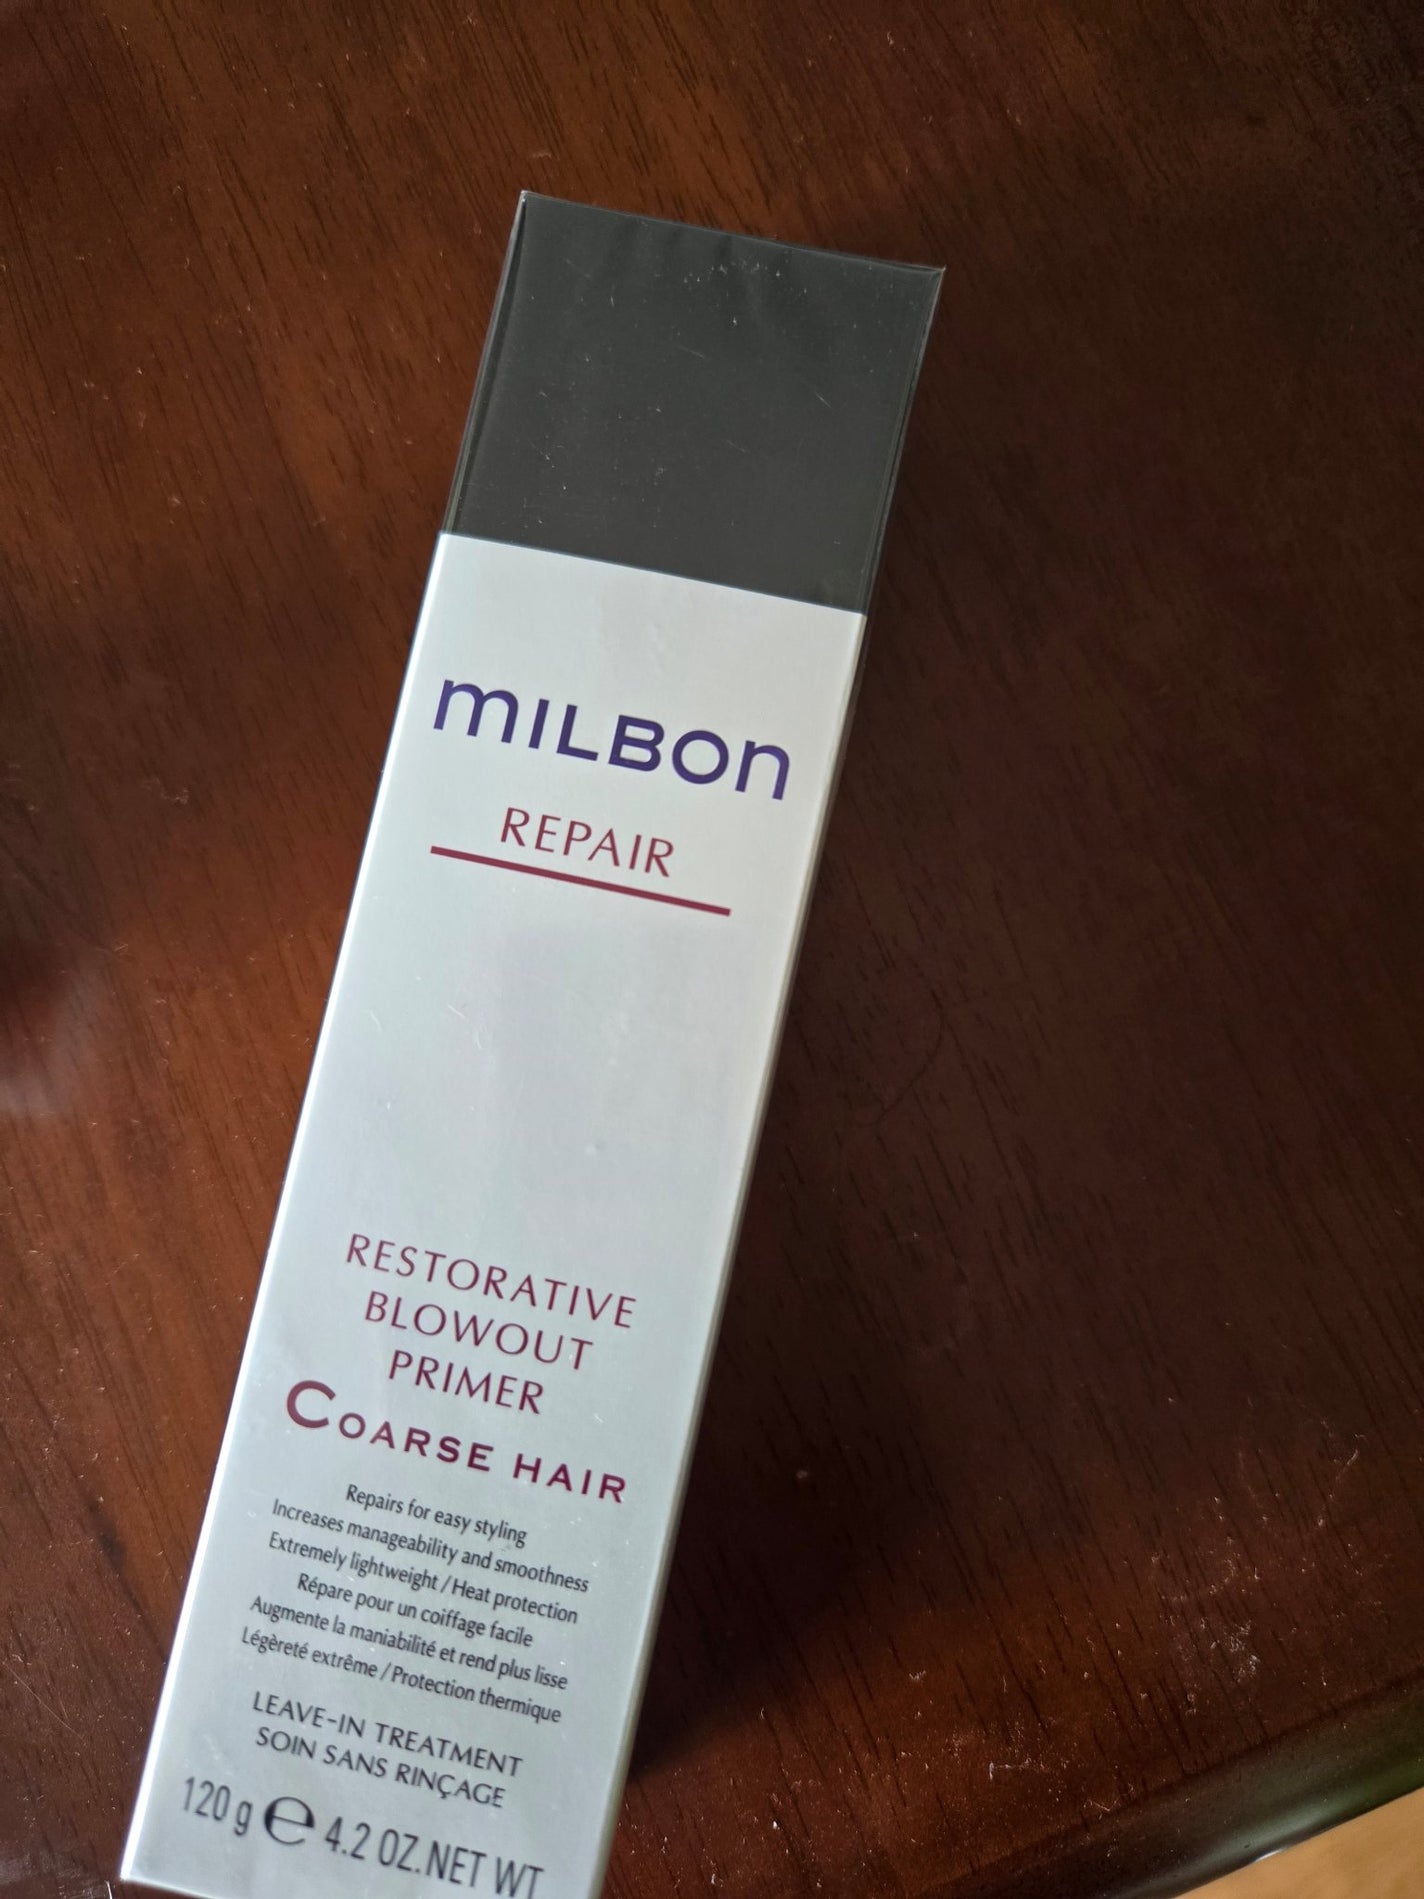 mILBon
REPAIR
RESTORATIVE
BLOWOUT
PRIMER
COARSE HAIR
Repairs for easy styling
Increases manageability and smoothness
Extremely lightweight / Heat protection
Répare pour un coiffage facile
Augmente la maniabilité et rend plus lisse
Légèreté extrême / Protection thermique
LEAVE-IN TREATMENT
SOIN SANS RINÇAGE
120 g ℮ 4.2 OZ.NET WT